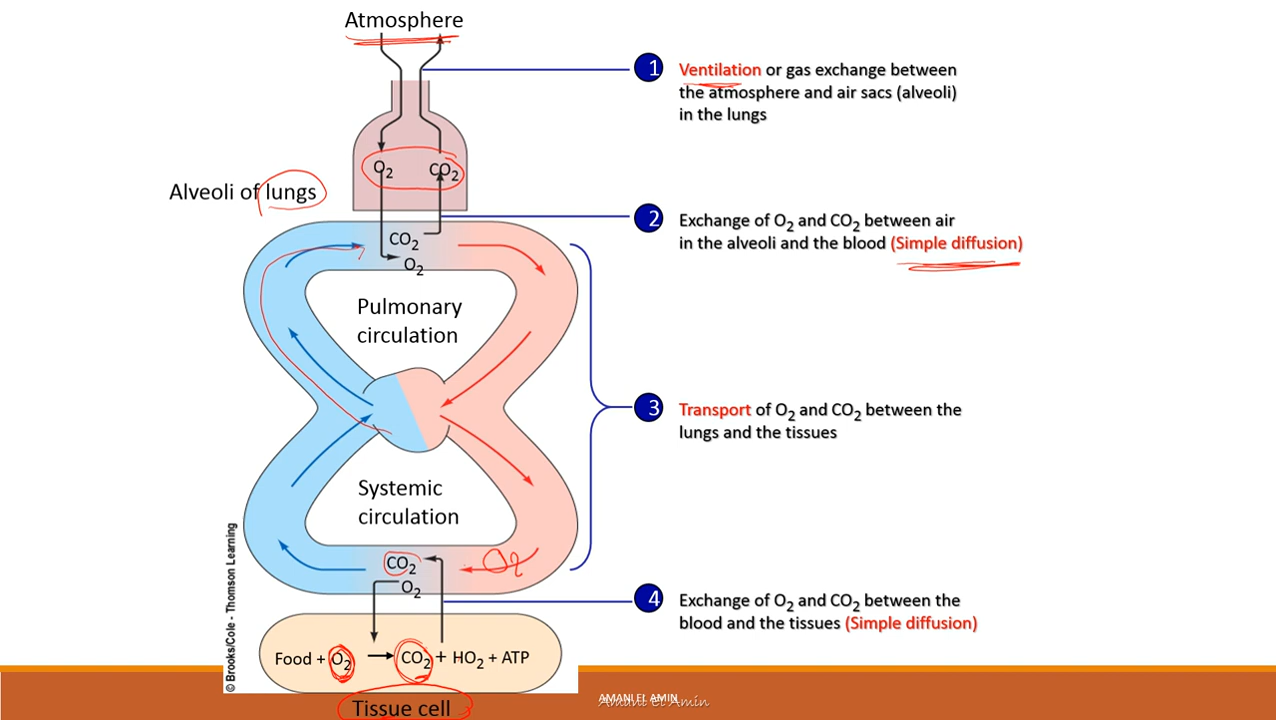 Atmosphere
1 Ventilation or gas exchange between
the atmosphere and air sacs (alveoli)
in the lungs
O2 CO2
Alveoli of lungs
2 Exchange of O2 and CO2 between air
in the alveoli and the blood (Simple diffusion)
CO2
O2
Pulmonary
circulation
3 Transport of O2 and CO2 between the
lungs and the tissues
Systemic
circulation
CO2
O2
O2
4 Exchange of O2 and CO2 between the
blood and the tissues (Simple diffusion)
Food + O2 → CO2 + HO2 + ATP
Tissue cell
© Brooks/Cole - Thomson Learning
AMANI EL AMIN
Amani El Amin